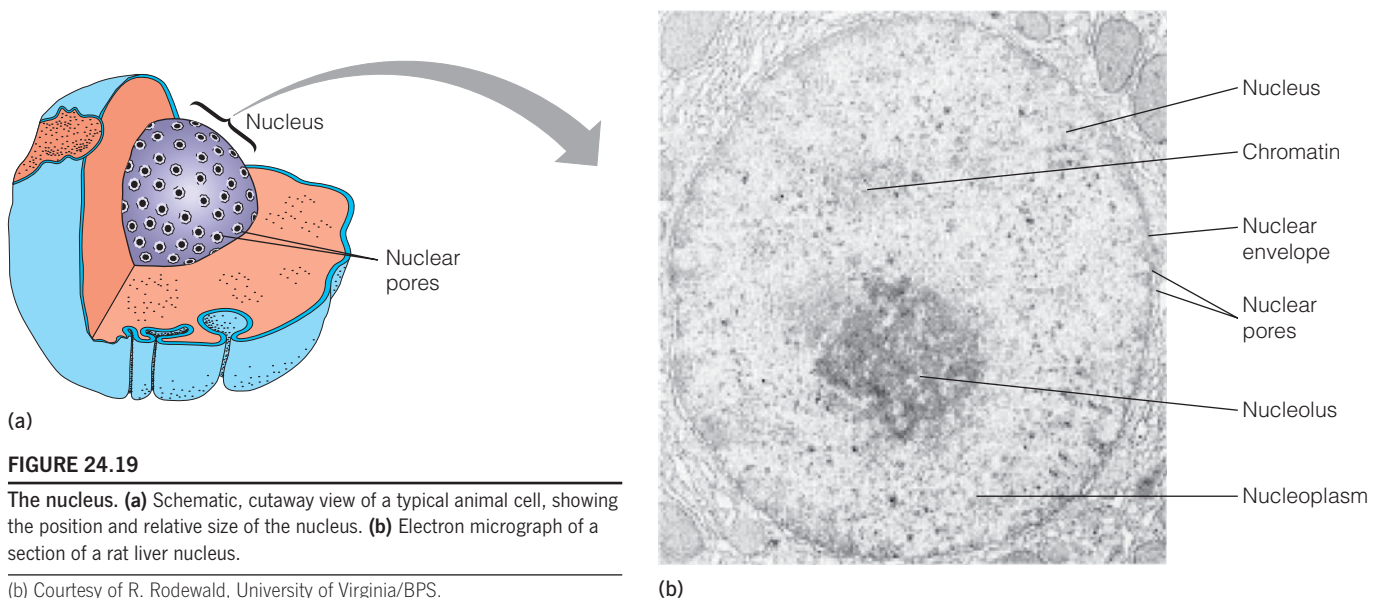 Nucleus
Nuclear
pores
(a)
FIGURE 24.19
The nucleus. (a) Schematic, cutaway view of a typical animal cell, showing
the position and relative size of the nucleus. (b) Electron micrograph of a
section of a rat liver nucleus.
(b) Courtesy of R. Rodewald, University of Virginia/BPS.
Nucleus
Chromatin
Nuclear
envelope
Nuclear
pores
Nucleolus
Nucleoplasm
(b)